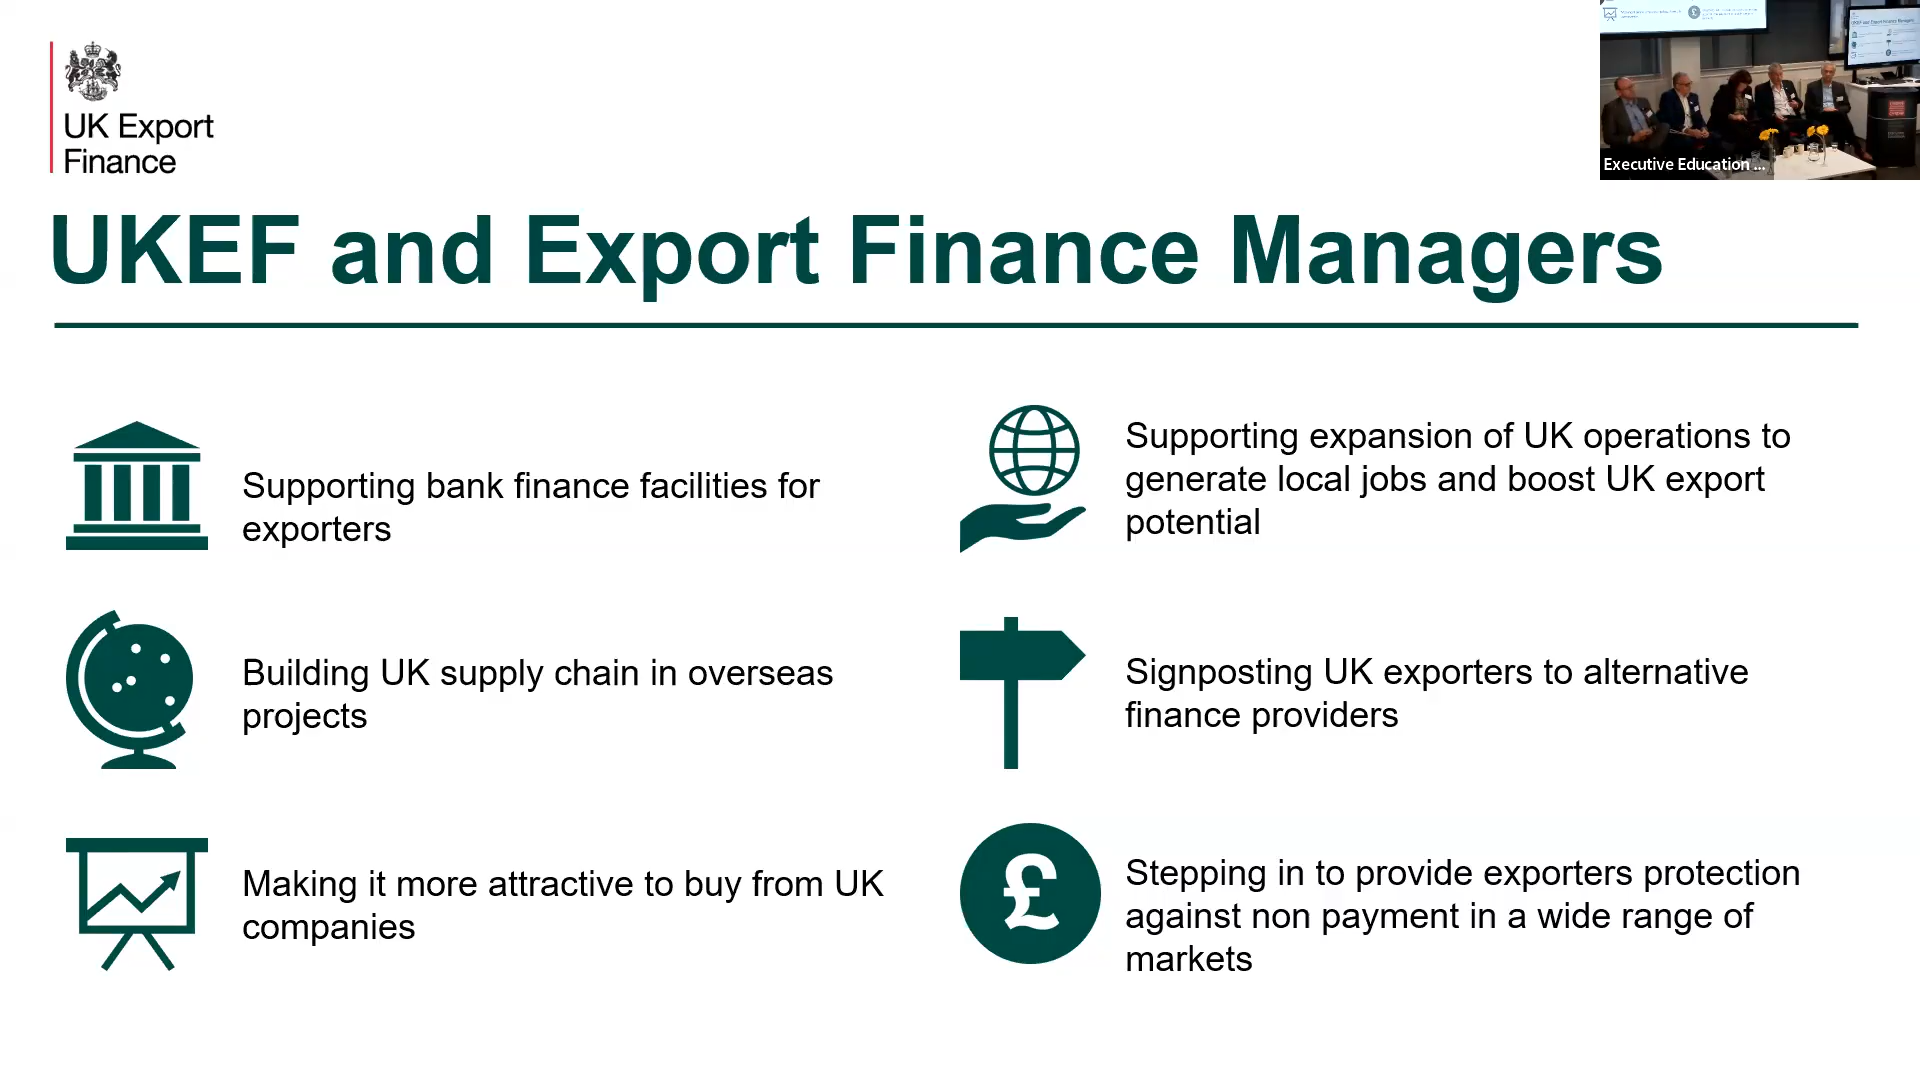 UK Export
Finance
Executive Education ...
UKEF and Export Finance Managers
Supporting bank finance facilities for
exporters
Supporting expansion of UK operations to
generate local jobs and boost UK export
potential
Building UK supply chain in overseas
projects
Signposting UK exporters to alternative
finance providers
Making it more attractive to buy from UK
companies
£
Stepping in to provide exporters protection
against non payment in a wide range of
markets